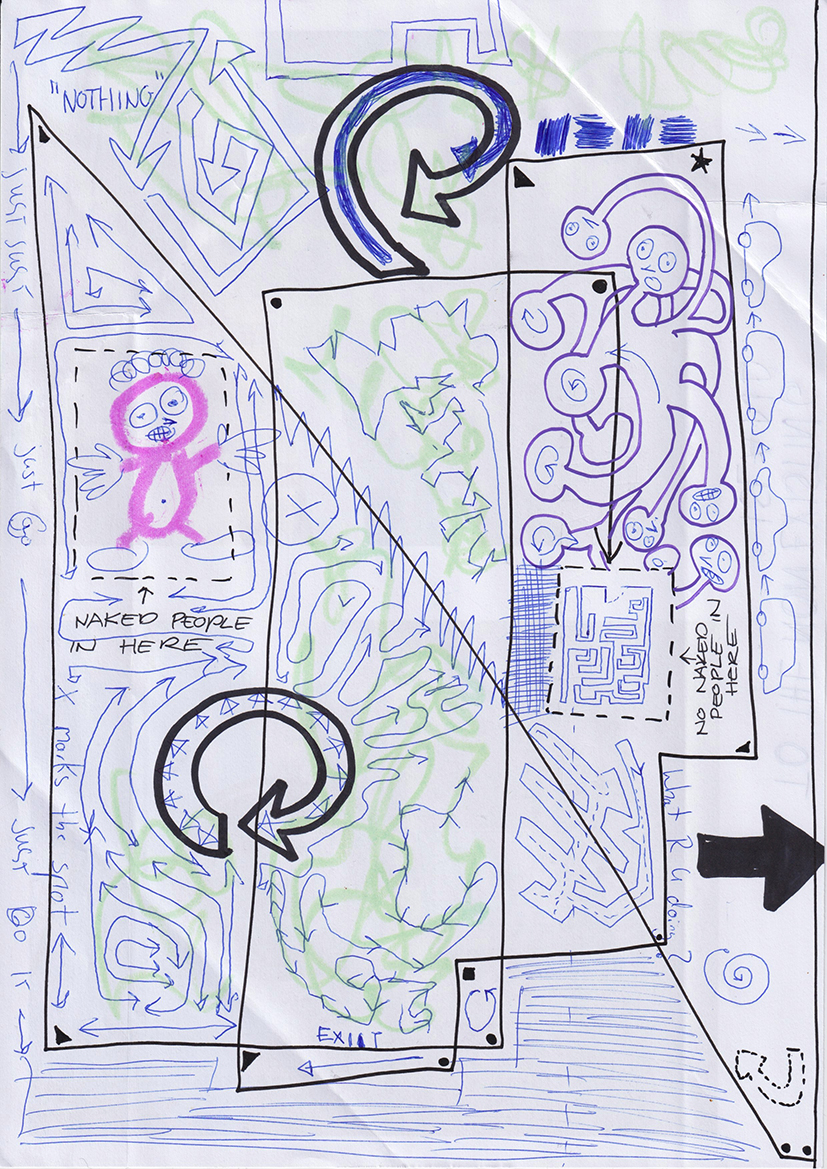 "NOTHING"
JUST JUST
just Go
Just Do It
NAKED PEOPLE
IN HERE
X marks the spot
NO NAKED
PEOPLE IN
HERE
What R U doing?
EXIIT